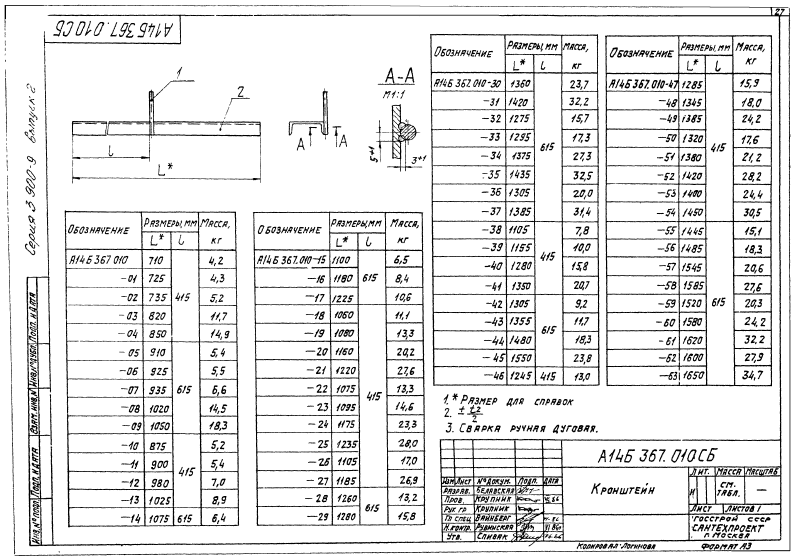 27
А14Б 367. 010 СБ
Серия 3 900-9 выпуск 2
1
2
А-А
М1:1
А
А
l
L*
5+1
3+1
Обозначение Размеры, мм Масса, кг
L* l
А14Б 367 010 710 415 4,2
-01 725 4,3
-02 735 5,2
-03 820 11,7
-04 850 14,9
-05 910 615 5,4
-06 925 5,5
-07 935 6,6
-08 1020 14,5
-09 1050 18,3
-10 875 415 5,2
-11 900 5,4
-12 980 7,0
-13 1025 8,9
-14 1075 615 6,4
Обозначение Размеры, мм Масса, кг
L* l
А14Б 367. 010-15 1100 615 6,5
-16 1180 8,4
-17 1225 10,6
-18 1060 415 11,1
-19 1080 13,3
-20 1160 20,2
-21 1220 27,6
-22 1075 13,3
-23 1095 14,6
-24 1175 23,3
-25 1235 28,0
-26 1105 17,0
-27 1185 26,9
-28 1260 615 13,2
-29 1280 15,8
Обозначение Размеры, мм Масса, кг
L* l
А14Б 367. 010-30 1360 615 23,7
-31 1420 32,2
-32 1275 15,7
-33 1295 17,3
-34 1375 27,3
-35 1435 32,5
-36 1305 20,0
-37 1385 31,4
-38 1105 415 7,8
-39 1155 10,0
-40 1280 15,8
-41 1350 20,7
-42 1305 615 9,2
-43 1355 11,7
-44 1480 18,3
-45 1550 23,8
-46 1245 415 13,0
Обозначение Размеры, мм Масса, кг
L* l
А14Б 367. 010-47 1285 415 15,9
-48 1345 18,0
-49 1385 24,2
-50 1320 17,6
-51 1380 21,2
-52 1420 28,2
-53 1400 24,4
-54 1450 30,5
-55 1445 615 15,1
-56 1485 18,3
-57 1545 20,6
-58 1585 27,6
-59 1520 20,3
-60 1580 24,2
-61 1620 32,2
-62 1600 27,9
-63 1650 34,7
1. * Размер для справок
2. ± t2/2
3. Сварка ручная дуговая.
Инв.№ подл. Подп. и дата Взам. инв.№ Инв.№ дубл. Подп. и дата
А14Б 367. 010 СБ
Кронштейн
Лит. Масса Масштаб
И см. табл. —
Лист Листов 1
Госстрой СССР
САНТЕХПРОЕКТ
г. Москва
Изм. Лист № докум. Подп. Дата
Разраб. Белавская
Пров. Крупник
Рук. гр. Крупник
Гл. спец. Вайнберг
Н. контр. Рувинская
Утв. Спивак
Копировал Логинова Формат А3